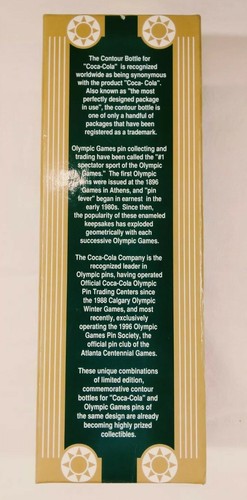 The Contour Bottle for
"Coca-Cola" is recognized
worldwide as being synonymous
with the product "Coca- Cola".
Also known as "the most
perfectly designed package
in use", the contour bottle is
one of only a handful of
packages that have been
registered as a trademark.
Olympic Games pin collecting and
trading have been called the "#1
spectator sport of the Olympic
Games." The first Olympic
were issued at the 1896
Games in Athens, and "pin
fever" began in earnest in the
early 1980s. Since then,
the popularity of these enameled
keepsakes has exploded
geometrically with each
successive Olympic Games.
The Coca-Cola Company is the
recognized leader in
Olympic pins, having operated
Official Coca-Cola Olympic
Pin Trading Centers since
the 1988 Calgary Olympic
Winter Games, and most
recently, exclusively
operating the 1996 Olympic
Games Pin Society, the
official pin club of the
Atlanta Centennial Games.
These unique combinations
of limited edition,
commemorative contour
bottles for "Coca-Cola" and
Olympic Games pins of
the same design are already
becoming highly prized
collectibles.